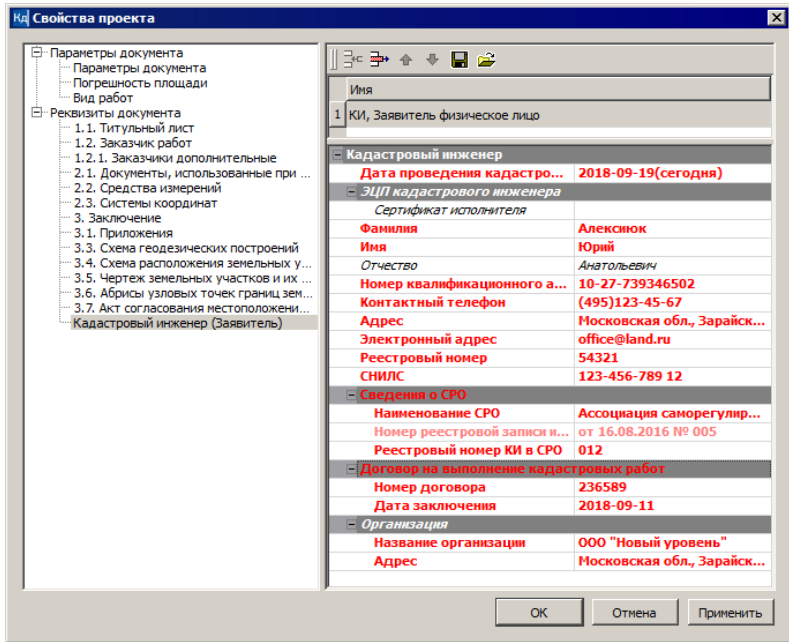 Кд Свойства проекта
Параметры документа
Параметры документа
Погрешность площади
Вид работ
Реквизиты документа
1.1. Титульный лист
1.2. Заказчик работ
1.2.1. Заказчики дополнительные
2.1. Документы, использованные при ...
2.2. Средства измерений
2.3. Системы координат
3. Заключение
3.1. Приложения
3.3. Схема геодезических построений
3.4. Схема расположения земельных у...
3.5. Чертеж земельных участков и их ...
3.6. Абрисы узловых точек границ зем...
3.7. Акт согласования местоположени...
Кадастровый инженер (Заявитель)
Имя
1 КИ, Заявитель физическое лицо
Кадастровый инженер
Дата проведения кадастро... 2018-09-19(сегодня)
ЭЦП кадастрового инженера
Сертификат исполнителя
Фамилия Алексиюк
Имя Юрий
Отчество Анатольевич
Номер квалификационного а... 10-27-739346502
Контактный телефон (495)123-45-67
Адрес Московская обл., Зарайск...
Электронный адрес office@land.ru
Реестровый номер 54321
СНИЛС 123-456-789 12
Сведения о СРО
Наименование СРО Ассоциация саморегулир...
Номер реестровой записи и... от 16.08.2016 № 005
Реестровый номер КИ в СРО 012
Договор на выполнение кадастровых работ
Номер договора 236589
Дата заключения 2018-09-11
Организация
Название организации ООО "Новый уровень"
Адрес Московская обл., Зарайск...
ОК Отмена Применить